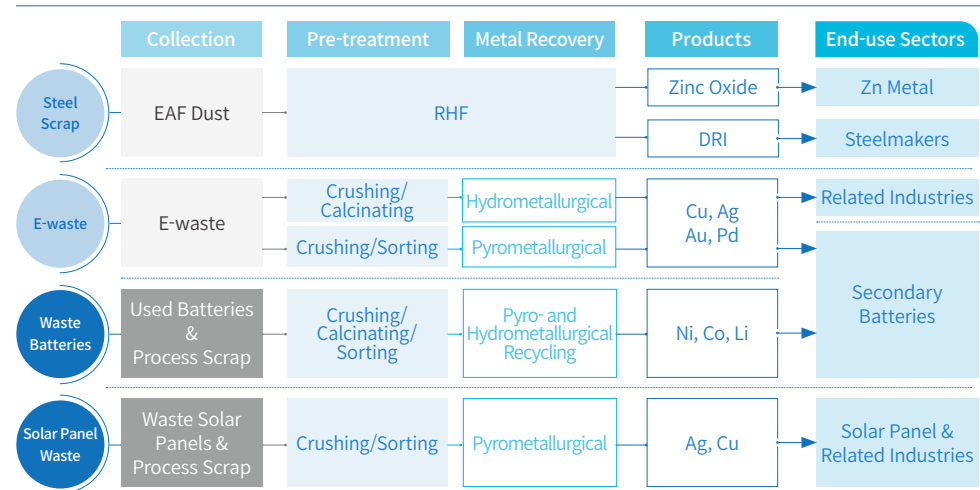 Collection
Pre-treatment
Metal Recovery
Products
End-use Sectors
Steel
Scrap
EAF Dust
RHF
Zinc Oxide
Zn Metal
DRI
Steelmakers
E-waste
E-waste
Crushing/
Calcinating
Hydrometallurgical
Crushing/Sorting
Pyrometallurgical
Cu, Ag
Au, Pd
Related Industries
Secondary
Batteries
Waste
Batteries
Used Batteries
&
Process Scrap
Crushing/
Calcinating/
Sorting
Pyro- and
Hydrometallurgical
Recycling
Ni, Co, Li
Solar Panel
Waste
Waste Solar
Panels &
Process Scrap
Crushing/Sorting
Pyrometallurgical
Ag, Cu
Solar Panel &
Related Industries